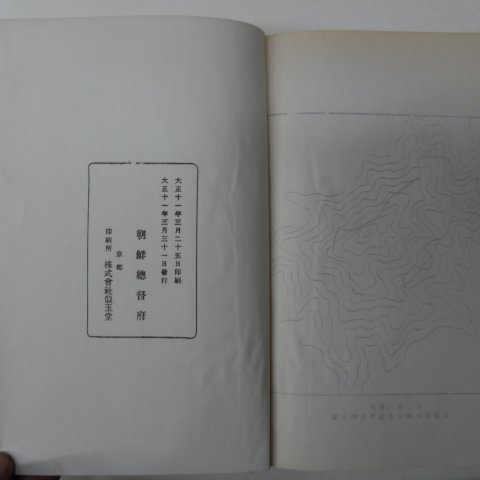 大正十一年三月二十五日印刷
大正十一年三月三十一日發行
朝鮮總督府
京都
印刷所 株式會社似玉堂